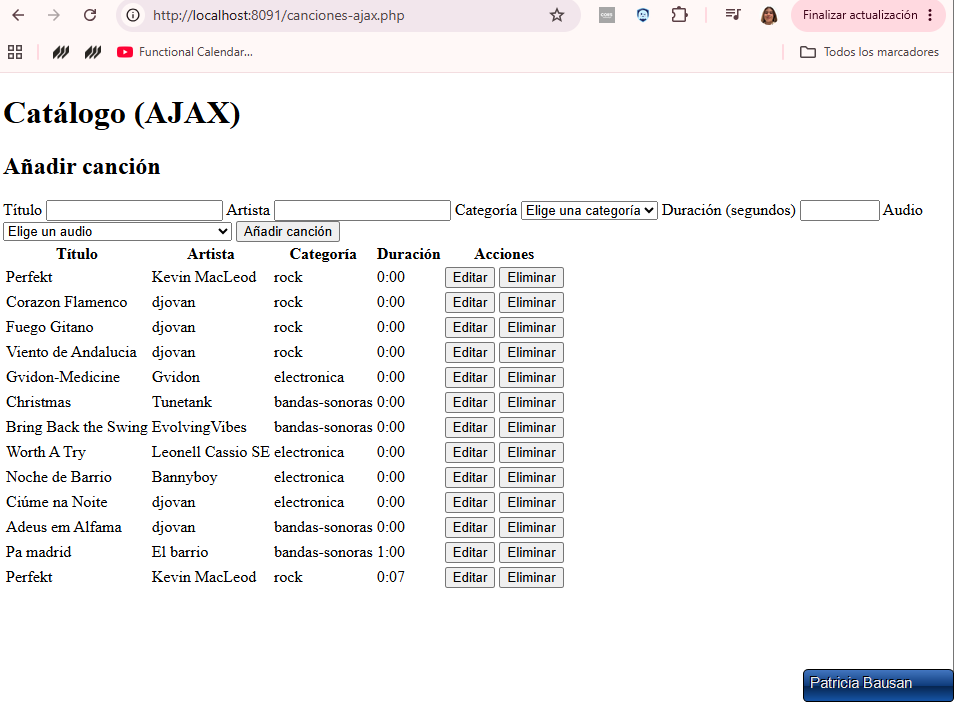 http://localhost:8091/canciones-ajax.php
Finalizar actualización
Functional Calendar...
Todos los marcadores
Catálogo (AJAX)
Añadir canción
Título Artista Categoría Elige una categoría Duración (segundos) Audio
Elige un audio Añadir canción
Título Artista Categoría Duración Acciones
Perfekt Kevin MacLeod rock 0:00 Editar Eliminar
Corazon Flamenco djovan rock 0:00 Editar Eliminar
Fuego Gitano djovan rock 0:00 Editar Eliminar
Viento de Andalucia djovan rock 0:00 Editar Eliminar
Gvidon-Medicine Gvidon electronica 0:00 Editar Eliminar
Christmas Tunetank bandas-sonoras 0:00 Editar Eliminar
Bring Back the Swing EvolvingVibes bandas-sonoras 0:00 Editar Eliminar
Worth A Try Leonell Cassio SE electronica 0:00 Editar Eliminar
Noche de Barrio Bannyboy electronica 0:00 Editar Eliminar
Ciúme na Noite djovan electronica 0:00 Editar Eliminar
Adeus em Alfama djovan bandas-sonoras 0:00 Editar Eliminar
Pa madrid El barrio bandas-sonoras 1:00 Editar Eliminar
Perfekt Kevin MacLeod rock 0:07 Editar Eliminar
Patricia Bausan